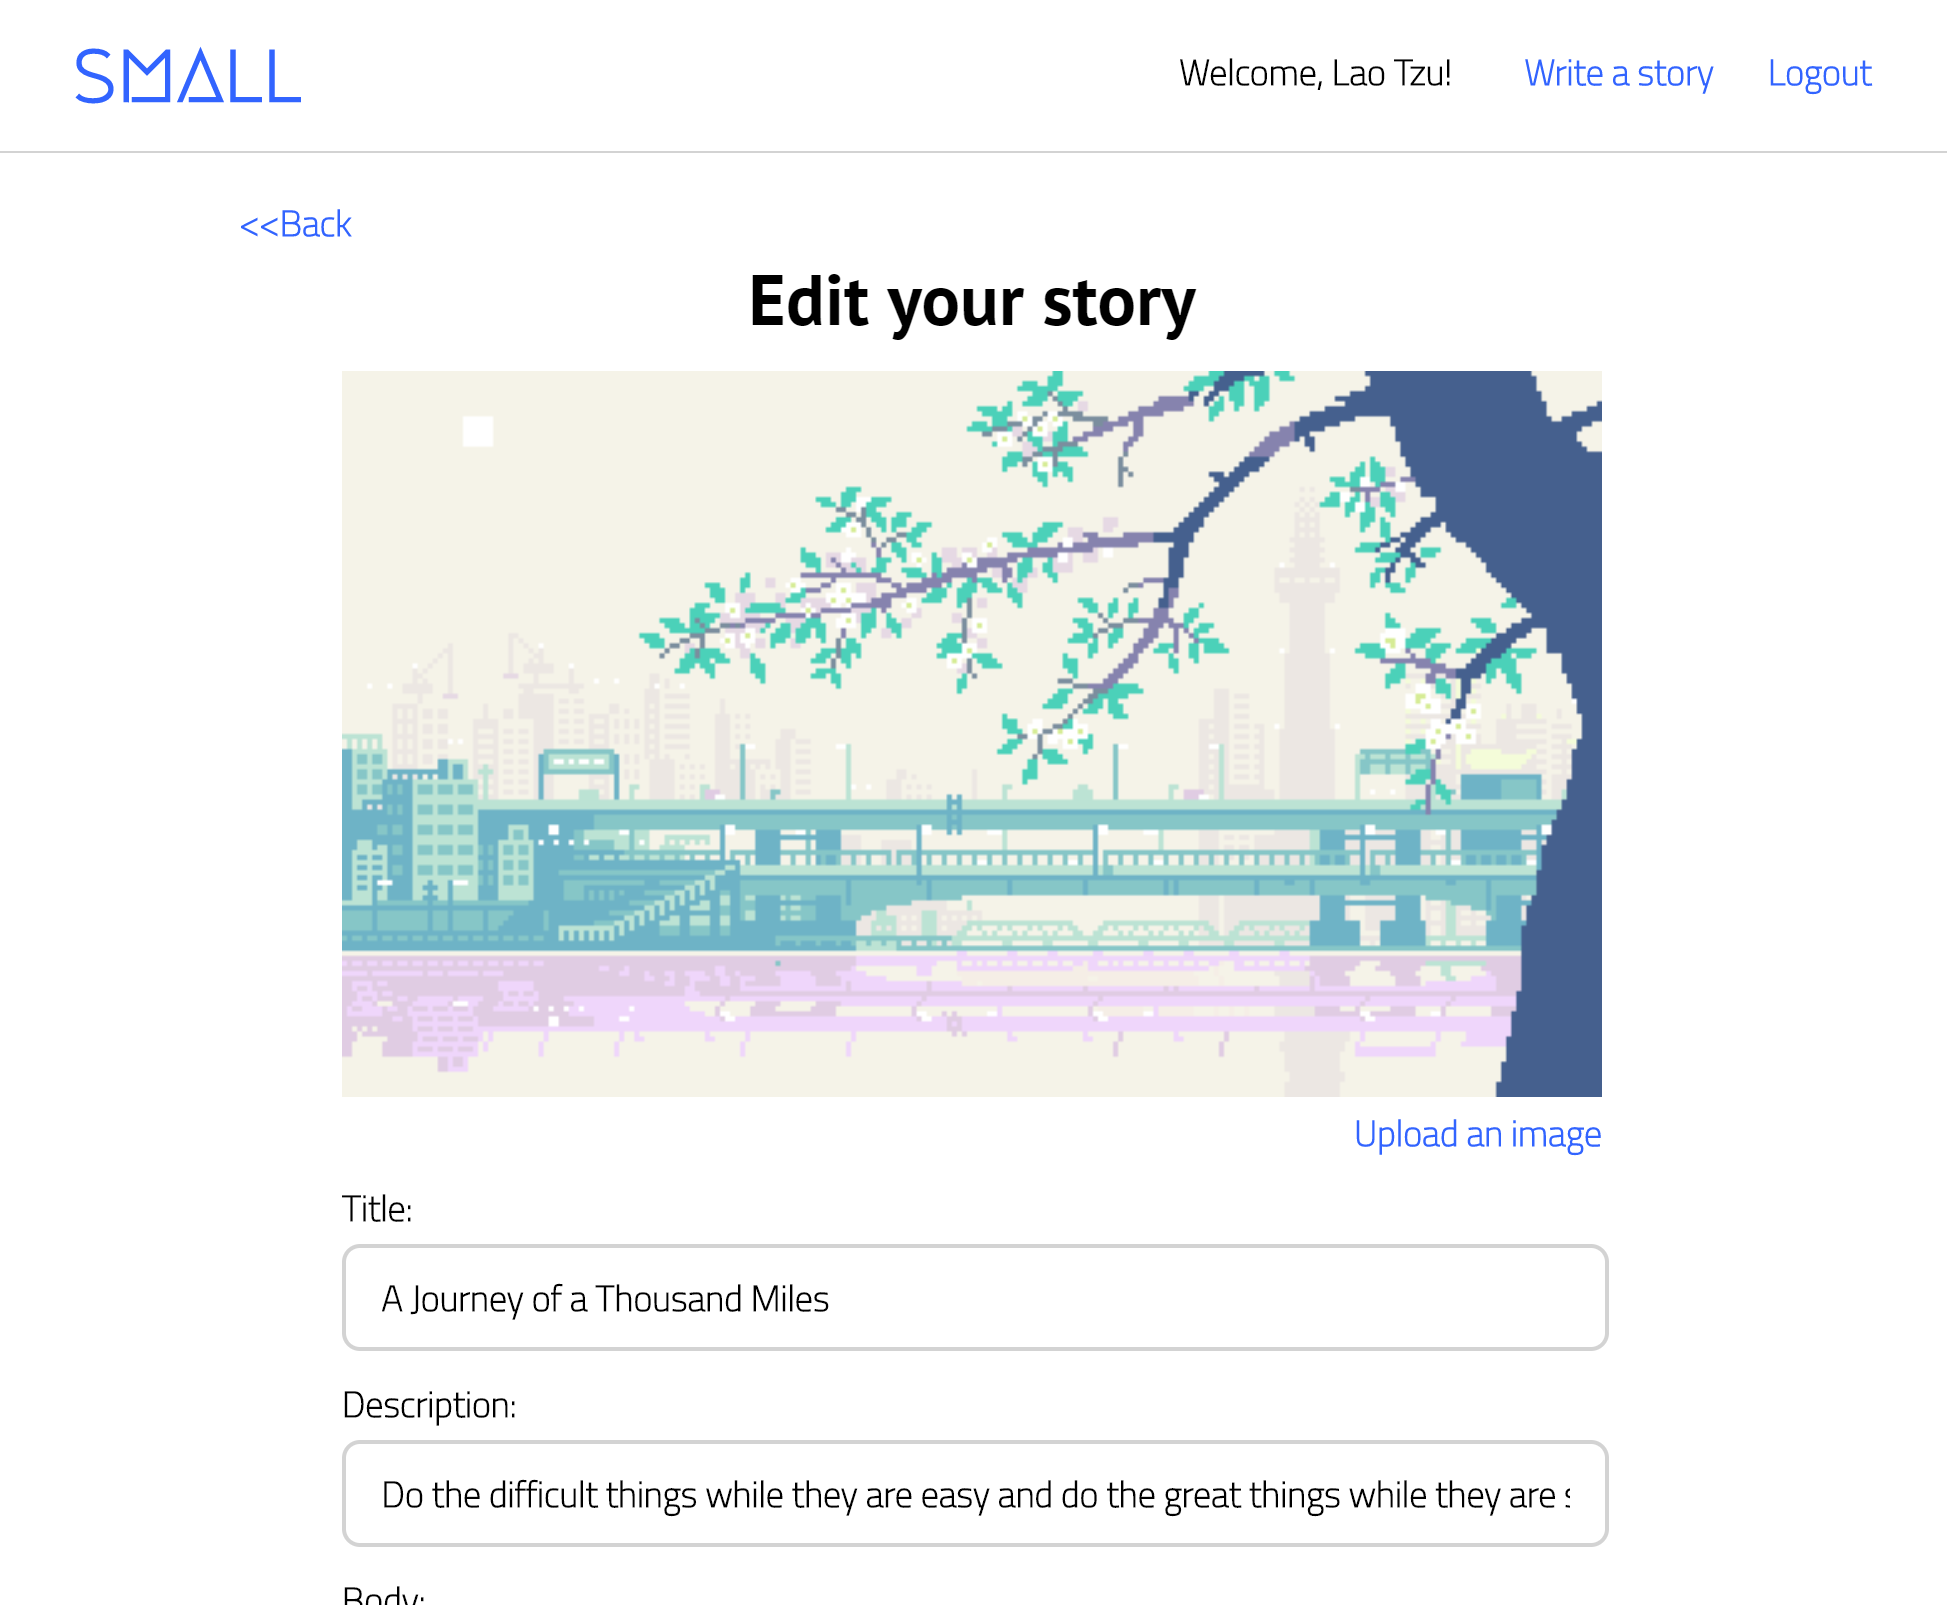 SMALL
Welcome, Lao Tzu! Write a story Logout
<<Back
Edit your story
Upload an image
Title:
A Journey of a Thousand Miles
Description:
Do the difficult things while they are easy and do the great things while they are
Body: